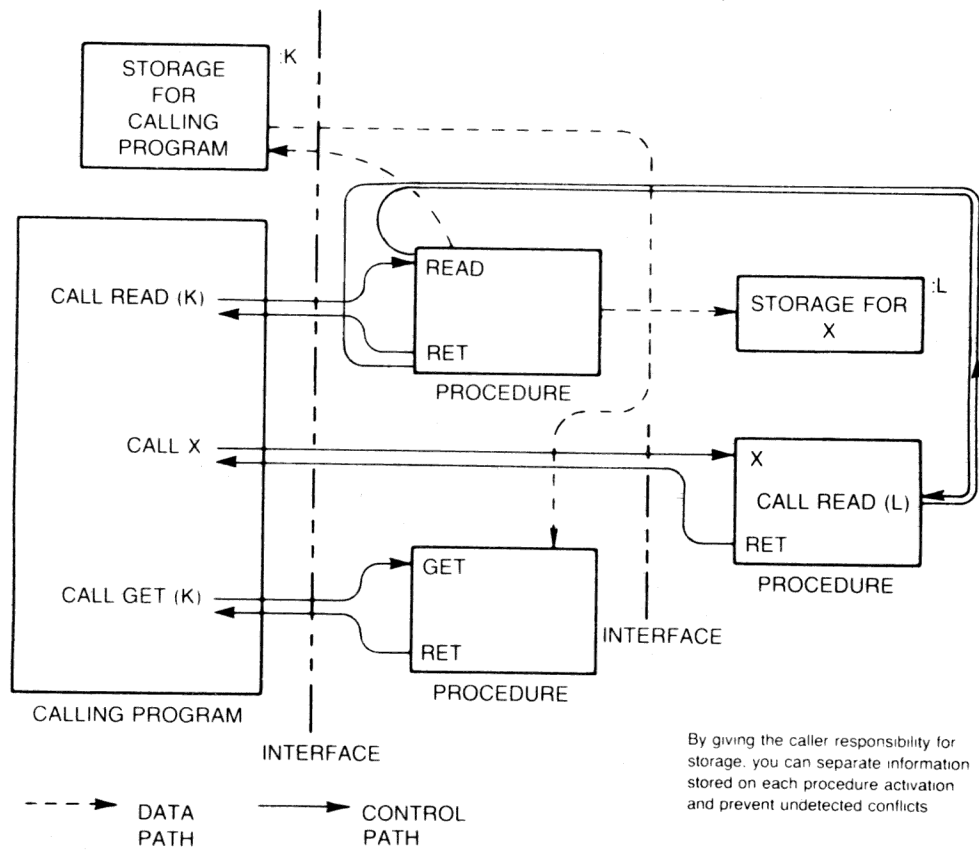 :K
STORAGE
FOR
CALLING
PROGRAM
READ
CALL READ (K)
:L
STORAGE FOR
X
RET
PROCEDURE
CALL X
X
CALL READ (L)
RET
PROCEDURE
GET
CALL GET (K)
INTERFACE
RET
PROCEDURE
CALLING PROGRAM
INTERFACE
By giving the caller responsibility for
storage, you can separate information
stored on each procedure activation
and prevent undetected conflicts
DATA
PATH
CONTROL
PATH